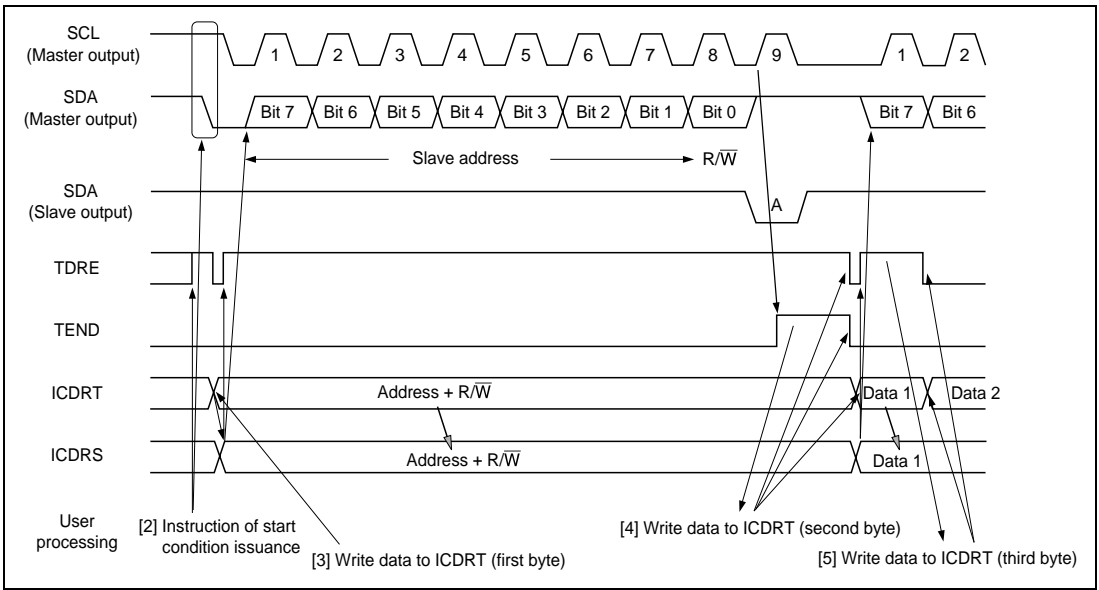 SCL
(Master output)
1 2 3 4 5 6 7 8 9 1 2
SDA
(Master output)
Bit 7 Bit 6 Bit 5 Bit 4 Bit 3 Bit 2 Bit 1 Bit 0 Bit 7 Bit 6
Slave address R/W̅
SDA
(Slave output)
A
TDRE
TEND
ICDRT
Address + R/W̅ Data 1 Data 2
ICDRS
Address + R/W̅ Data 1
User
processing
[2] Instruction of start
condition issuance
[3] Write data to ICDRT (first byte)
[4] Write data to ICDRT (second byte)
[5] Write data to ICDRT (third byte)